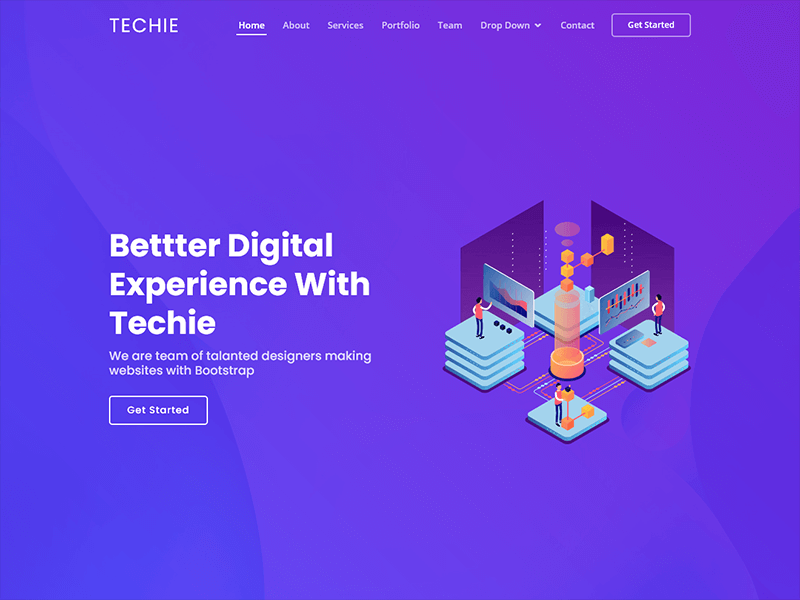 TECHIE
Home About Services Portfolio Team Drop Down Contact Get Started
Bettter Digital
Experience With
Techie
We are team of talanted designers making
websites with Bootstrap
Get Started